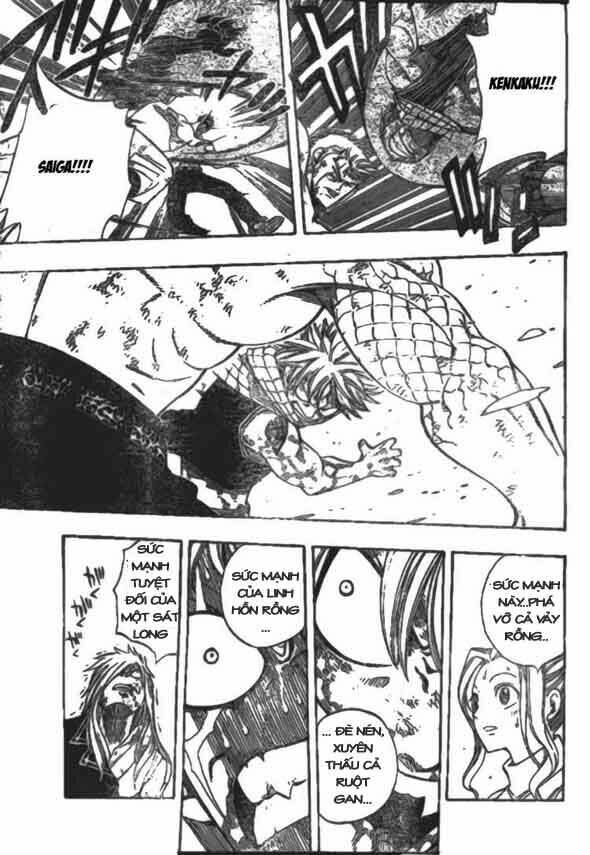 KENKAKU!!!
SAIGA!!!!
SỨC MẠNH
NÀY..PHÁ
VỠ CẢ VẢY
RỒNG..
SỨC MẠNH
CỦA LINH
HỒN RỒNG
...
... ĐÈ NÉN,
XUYÊN
THẤU CẢ
RUỘT
GAN...
SỨC
MẠNH
TUYỆT
ĐỐI CỦA
MỘT SÁT
LONG